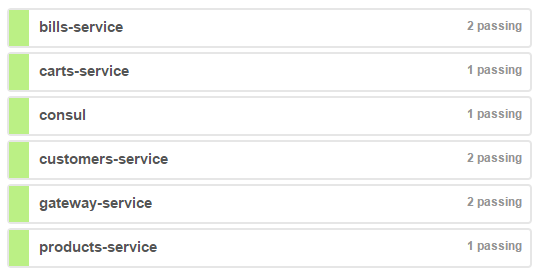 bills-service 2 passing
carts-service 1 passing
consul 1 passing
customers-service 2 passing
gateway-service 2 passing
products-service 1 passing